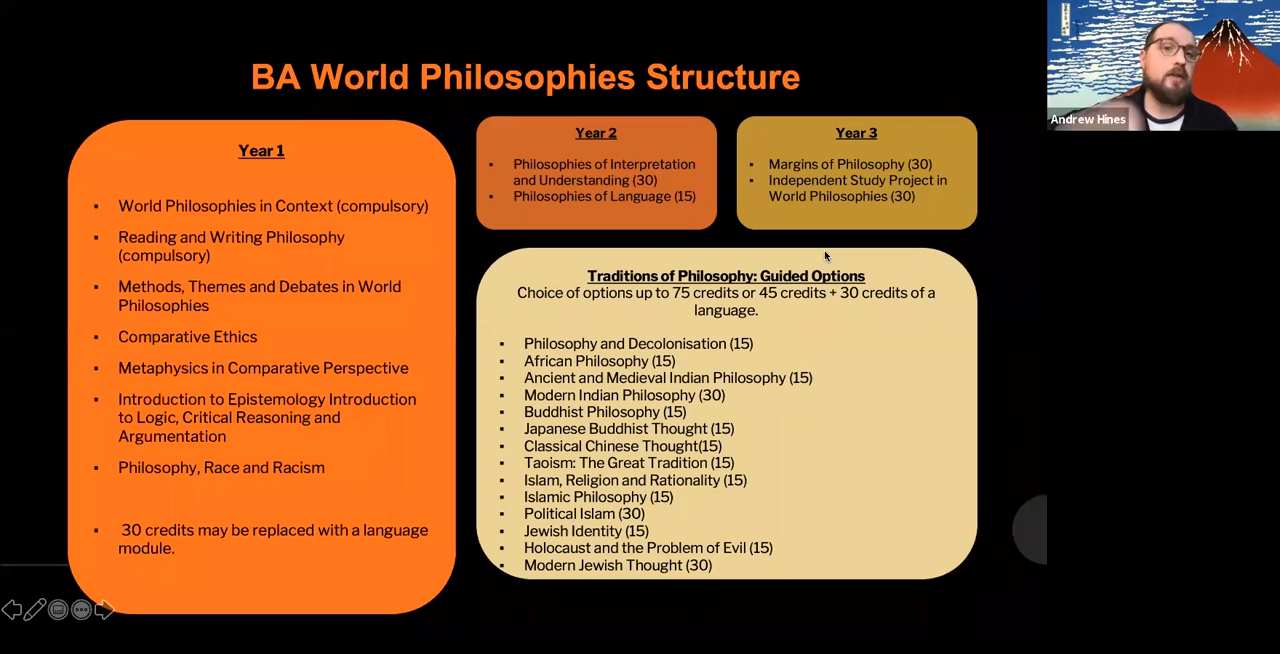 BA World Philosophies Structure
Year 1
▪ World Philosophies in Context (compulsory)
▪ Reading and Writing Philosophy
(compulsory)
▪ Methods, Themes and Debates in World
Philosophies
▪ Comparative Ethics
▪ Metaphysics in Comparative Perspective
▪ Introduction to Epistemology Introduction
to Logic, Critical Reasoning and
Argumentation
▪ Philosophy, Race and Racism
▪ 30 credits may be replaced with a language
module.
Year 2
▪ Philosophies of Interpretation
and Understanding (30)
▪ Philosophies of Language (15)
Year 3
▪ Margins of Philosophy (30)
▪ Independent Study Project in
World Philosophies (30)
Traditions of Philosophy: Guided Options
Choice of options up to 75 credits or 45 credits + 30 credits of a
language.
▪ Philosophy and Decolonisation (15)
▪ African Philosophy (15)
▪ Ancient and Medieval Indian Philosophy (15)
▪ Modern Indian Philosophy (30)
▪ Buddhist Philosophy (15)
▪ Japanese Buddhist Thought (15)
▪ Classical Chinese Thought(15)
▪ Taoism: The Great Tradition (15)
▪ Islam, Religion and Rationality (15)
▪ Islamic Philosophy (15)
▪ Political Islam (30)
▪ Jewish Identity (15)
▪ Holocaust and the Problem of Evil (15)
▪ Modern Jewish Thought (30)
Andrew Hines